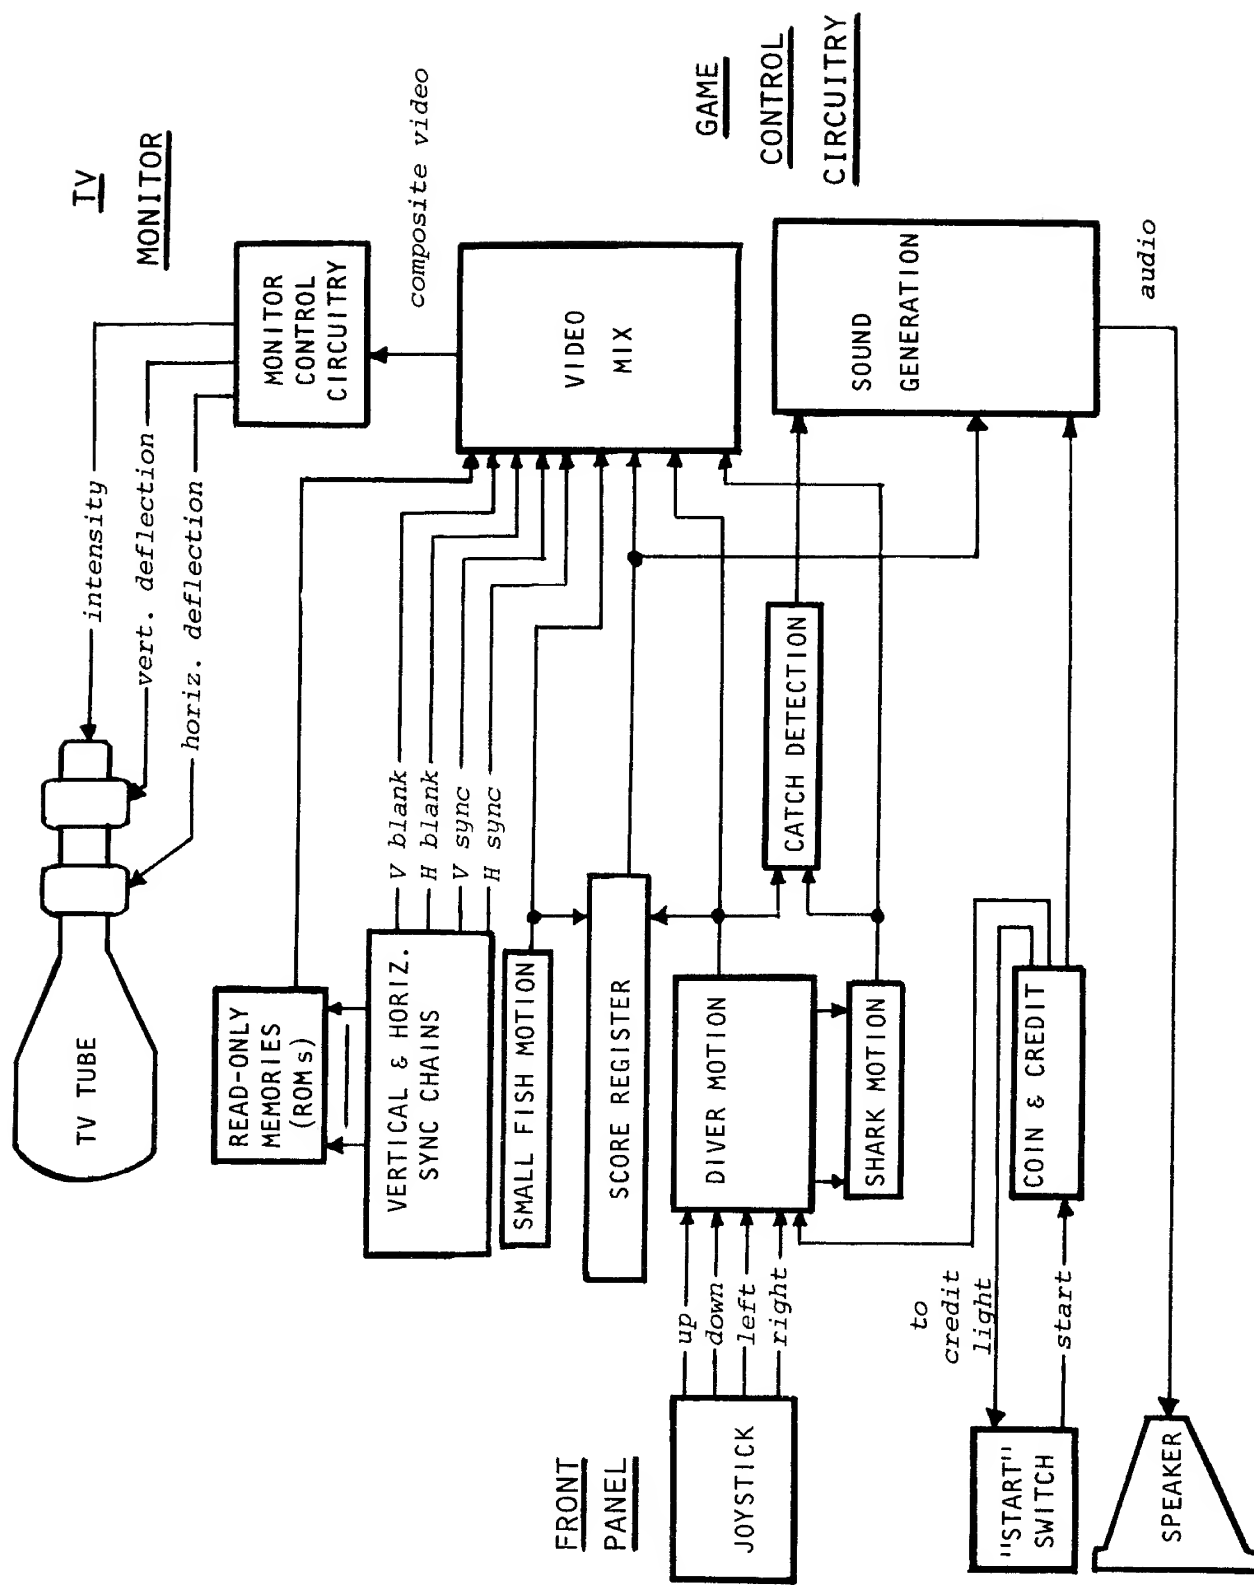 TV
MONITOR
TV TUBE
intensity
vert. deflection
horiz. deflection
MONITOR
CONTROL
CIRCUITRY
composite video
READ-ONLY
MEMORIES
(ROMs)
VERTICAL & HORIZ.
SYNC CHAINS
V blank
H blank
V sync
H sync
VIDEO
MIX
SMALL FISH MOTION
SCORE REGISTER
GAME
CONTROL
CIRCUITRY
FRONT
PANEL
JOYSTICK
up
down
left
right
DIVER MOTION
SHARK MOTION
CATCH DETECTION
SOUND
GENERATION
to
credit
light
"START"
SWITCH
start
COIN & CREDIT
audio
SPEAKER